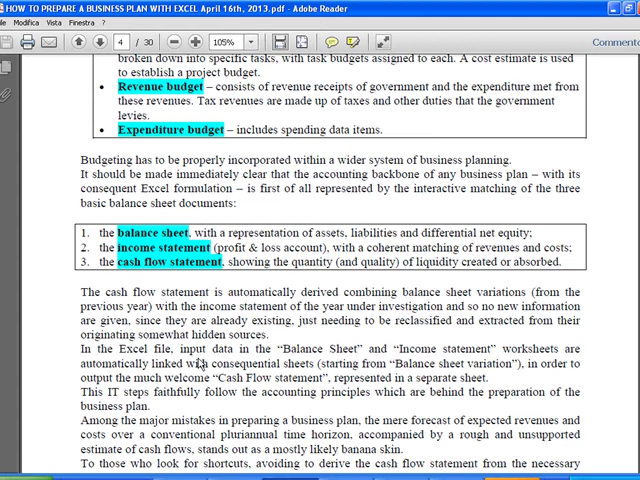 HOW TO PREPARE A BUSINESS PLAN WITH EXCEL April 16th, 2013.pdf - Adobe Reader
Modifica Vista Finestra ?
4 / 30 105% Commento
broken down into specific tasks, with task budgets assigned to each. A cost estimate is used
to establish a project budget.
• Revenue budget – consists of revenue receipts of government and the expenditure met from
these revenues. Tax revenues are made up of taxes and other duties that the government
levies.
• Expenditure budget – includes spending data items.
Budgeting has to be properly incorporated within a wider system of business planning.
It should be made immediately clear that the accounting backbone of any business plan – with its
consequent Excel formulation – is first of all represented by the interactive matching of the three
basic balance sheet documents:
1. the balance sheet, with a representation of assets, liabilities and differential net equity;
2. the income statement (profit & loss account), with a coherent matching of revenues and costs;
3. the cash flow statement, showing the quantity (and quality) of liquidity created or absorbed.
The cash flow statement is automatically derived combining balance sheet variations (from the
previous year) with the income statement of the year under investigation and so no new information
are given, since they are already existing, just needing to be reclassified and extracted from their
originating somewhat hidden sources.
In the Excel file, input data in the “Balance Sheet” and “Income statement” worksheets are
automatically linked with consequential sheets (starting from “Balance sheet variation”), in order to
output the much welcome “Cash Flow statement”, represented in a separate sheet.
This IT steps faithfully follow the accounting principles which are behind the preparation of the
business plan.
Among the major mistakes in preparing a business plan, the mere forecast of expected revenues and
costs over a conventional pluriannual time horizon, accompanied by a rough and unsupported
estimate of cash flows, stands out as a mostly likely banana skin.
To those who look for shortcuts, avoiding to derive the cash flow statement from the necessary